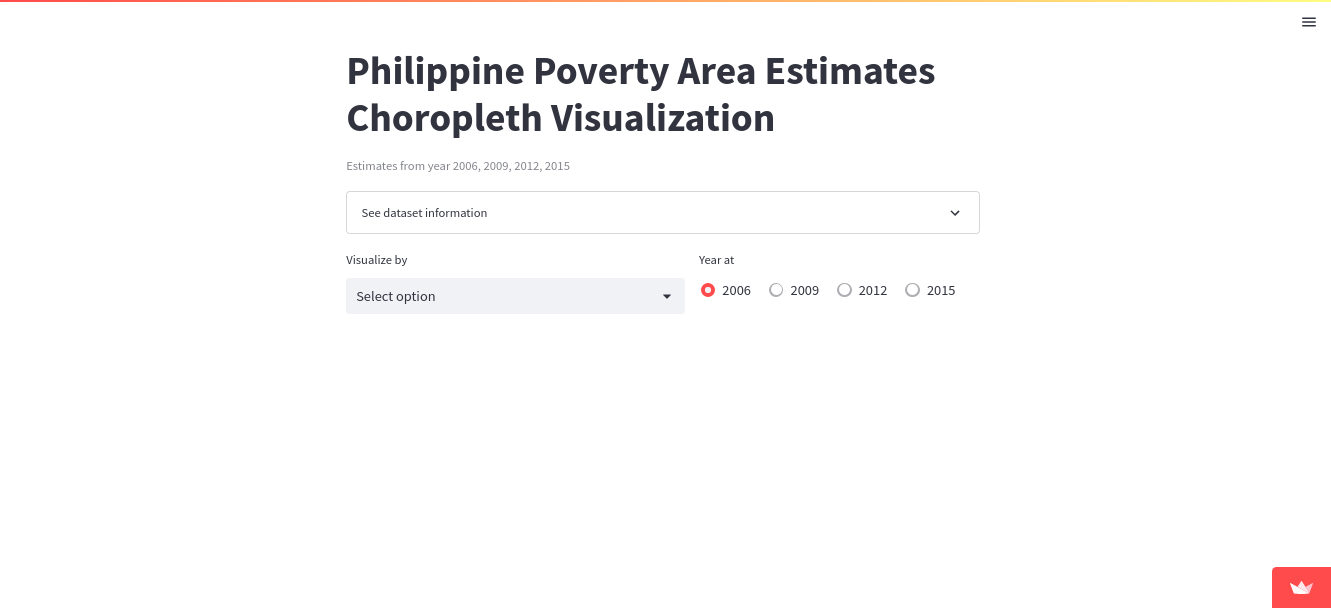 Philippine Poverty Area Estimates
Choropleth Visualization
Estimates from year 2006, 2009, 2012, 2015
See dataset information
Visualize by
Year at
Select option
2006 2009 2012 2015